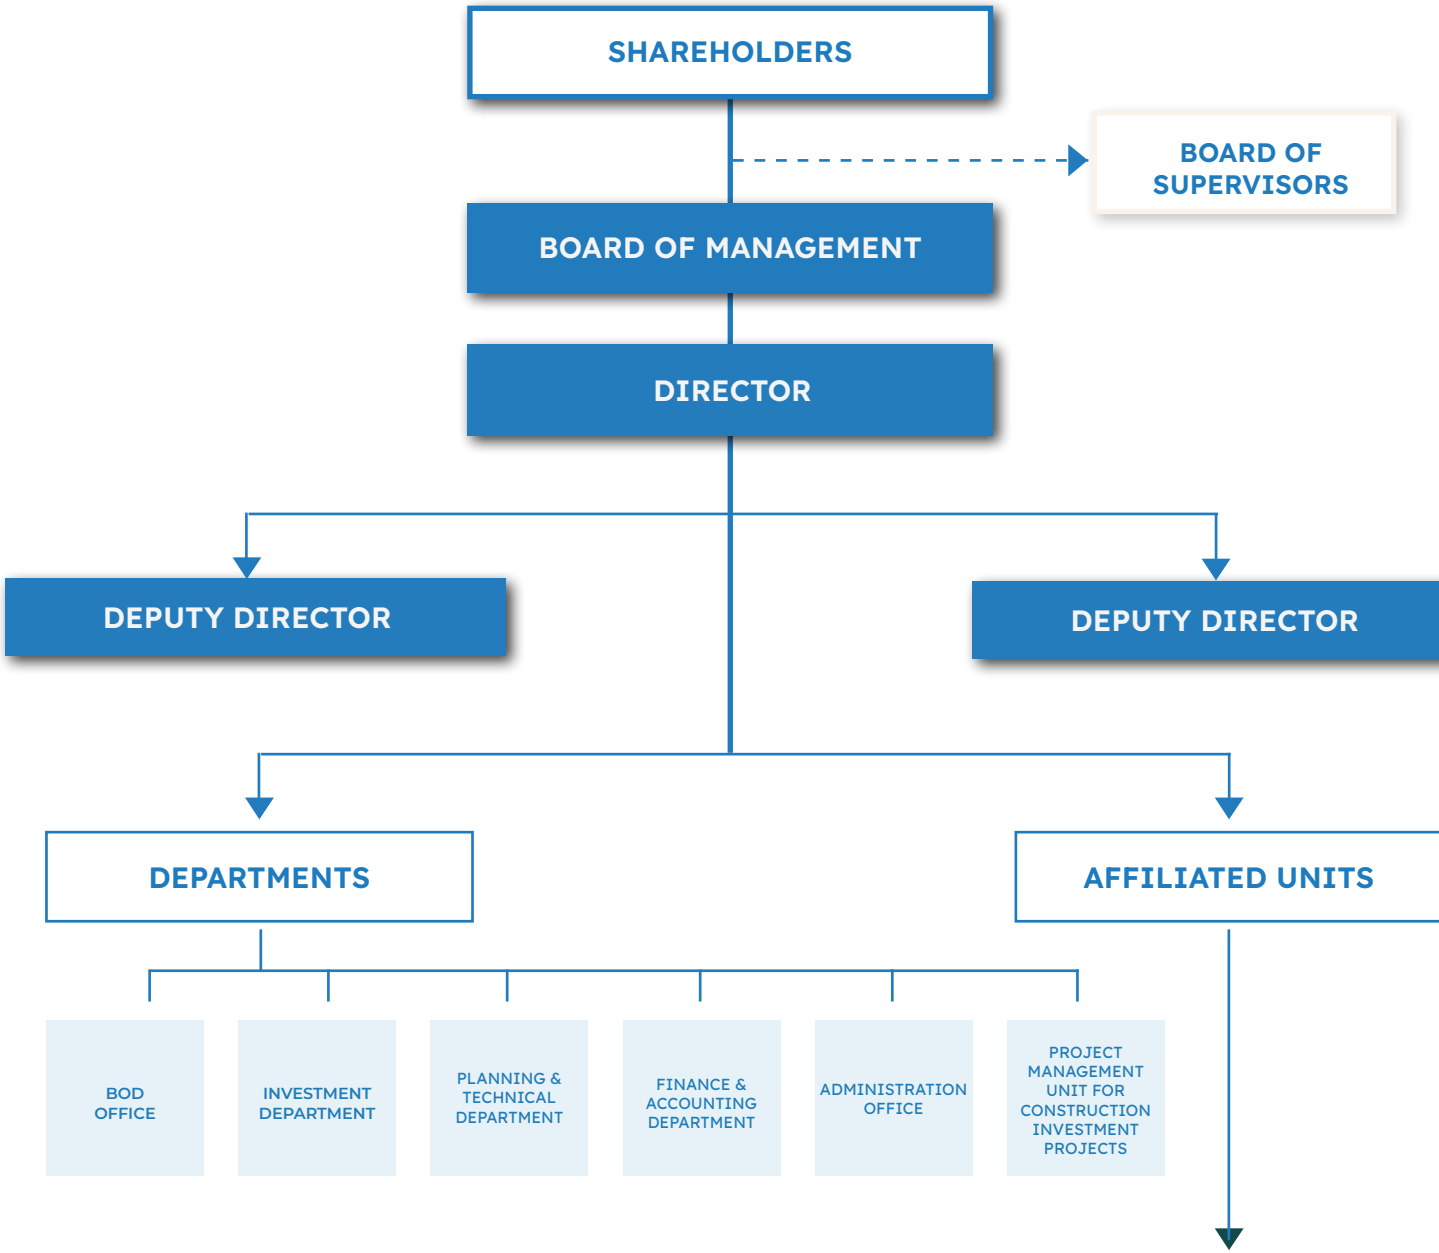 SHAREHOLDERS
BOARD OF
SUPERVISORS
BOARD OF MANAGEMENT
DIRECTOR
DEPUTY DIRECTOR
DEPUTY DIRECTOR
DEPARTMENTS
AFFILIATED UNITS
BOD
OFFICE
INVESTMENT
DEPARTMENT
PLANNING &
TECHNICAL
DEPARTMENT
FINANCE &
ACCOUNTING
DEPARTMENT
ADMINISTRATION
OFFICE
PROJECT
MANAGEMENT
UNIT FOR
CONSTRUCTION
INVESTMENT
PROJECTS